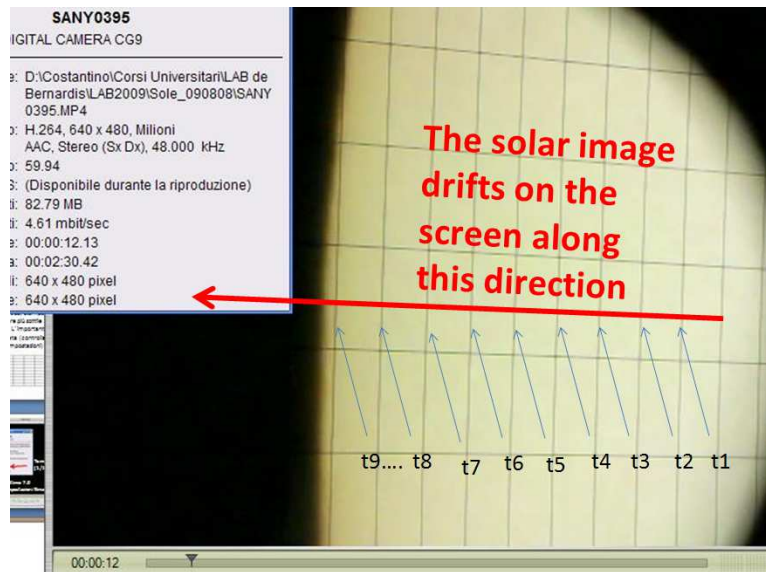 SANY0395
DIGITAL CAMERA CG9
e: D:\Costantino\Corsi Universitari\LAB de
Bernardis\LAB2009\Sole_090808\SANY
0395.MP4
o: H.264, 640 x 480, Milioni
AAC, Stereo (Sx Dx), 48.000 kHz
o: 59.94
S: (Disponibile durante la riproduzione)
ti: 82.79 MB
ti: 4.61 mbit/sec
e: 00:00:12.13
a: 00:02:30.42
li: 640 x 480 pixel
e: 640 x 480 pixel
The solar image
drifts on the
screen along
this direction
t9.... t8 t7 t6 t5 t4 t3 t2 t1
00:00:12